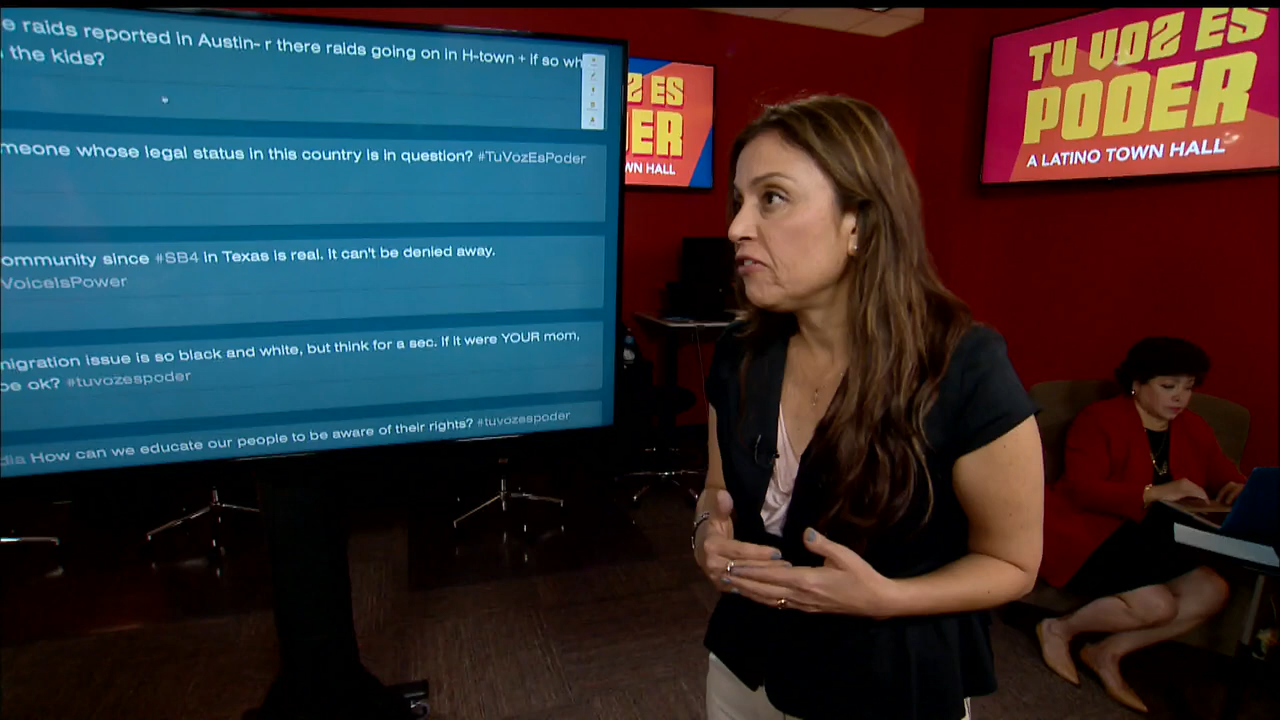 e raids reported in Austin- r there raids going on in H-town + if so wh
the kids?
meone whose legal status in this country is in question? #TuVozEsPoder
ommunity since #SB4 in Texas is real. It can't be denied away.
VoiceIsPower
nigration issue is so black and white, but think for a sec. If it were YOUR mom,
be ok? #tuvozespoder
dia How can we educate our people to be aware of their rights? #tuvozespoder
Z ES
ER
WN HALL
TU VOZ ES
PODER
A LATINO TOWN HALL